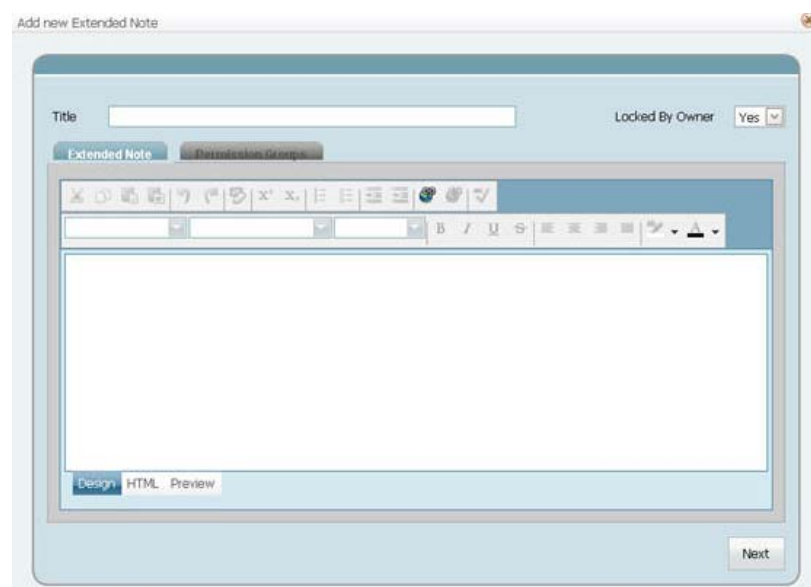 Add new Extended Note
Title Locked By Owner Yes
Extended Note Permission Groups
B I U S
A
Design HTML Preview
Next